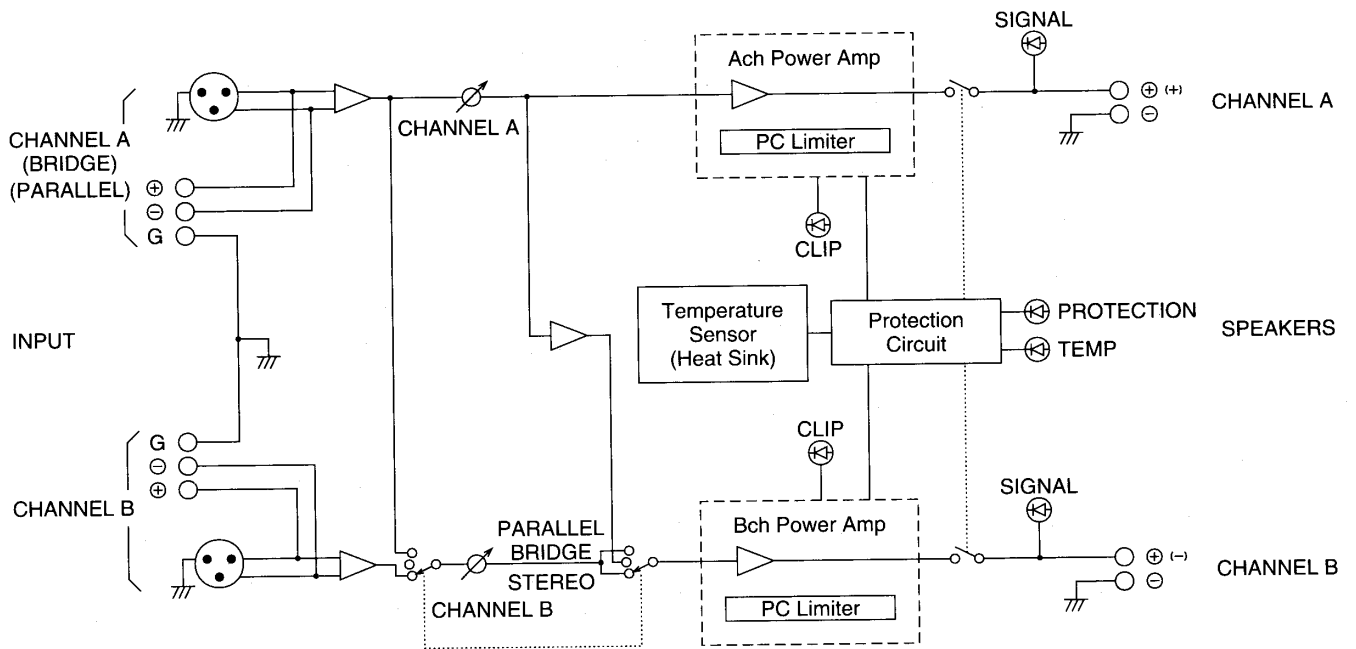 SIGNAL
Ach Power Amp
⊕ (+) CHANNEL A
⊖
CHANNEL A
(BRIDGE)
(PARALLEL)
CHANNEL A
PC Limiter
⊕
⊖
G
CLIP
INPUT
Temperature
Sensor
(Heat Sink)
Protection
Circuit
PROTECTION
TEMP
SPEAKERS
CLIP
G
⊖
⊕
CHANNEL B
SIGNAL
PARALLEL
BRIDGE
STEREO
CHANNEL B
Bch Power Amp
PC Limiter
⊕ (−)
⊖
CHANNEL B